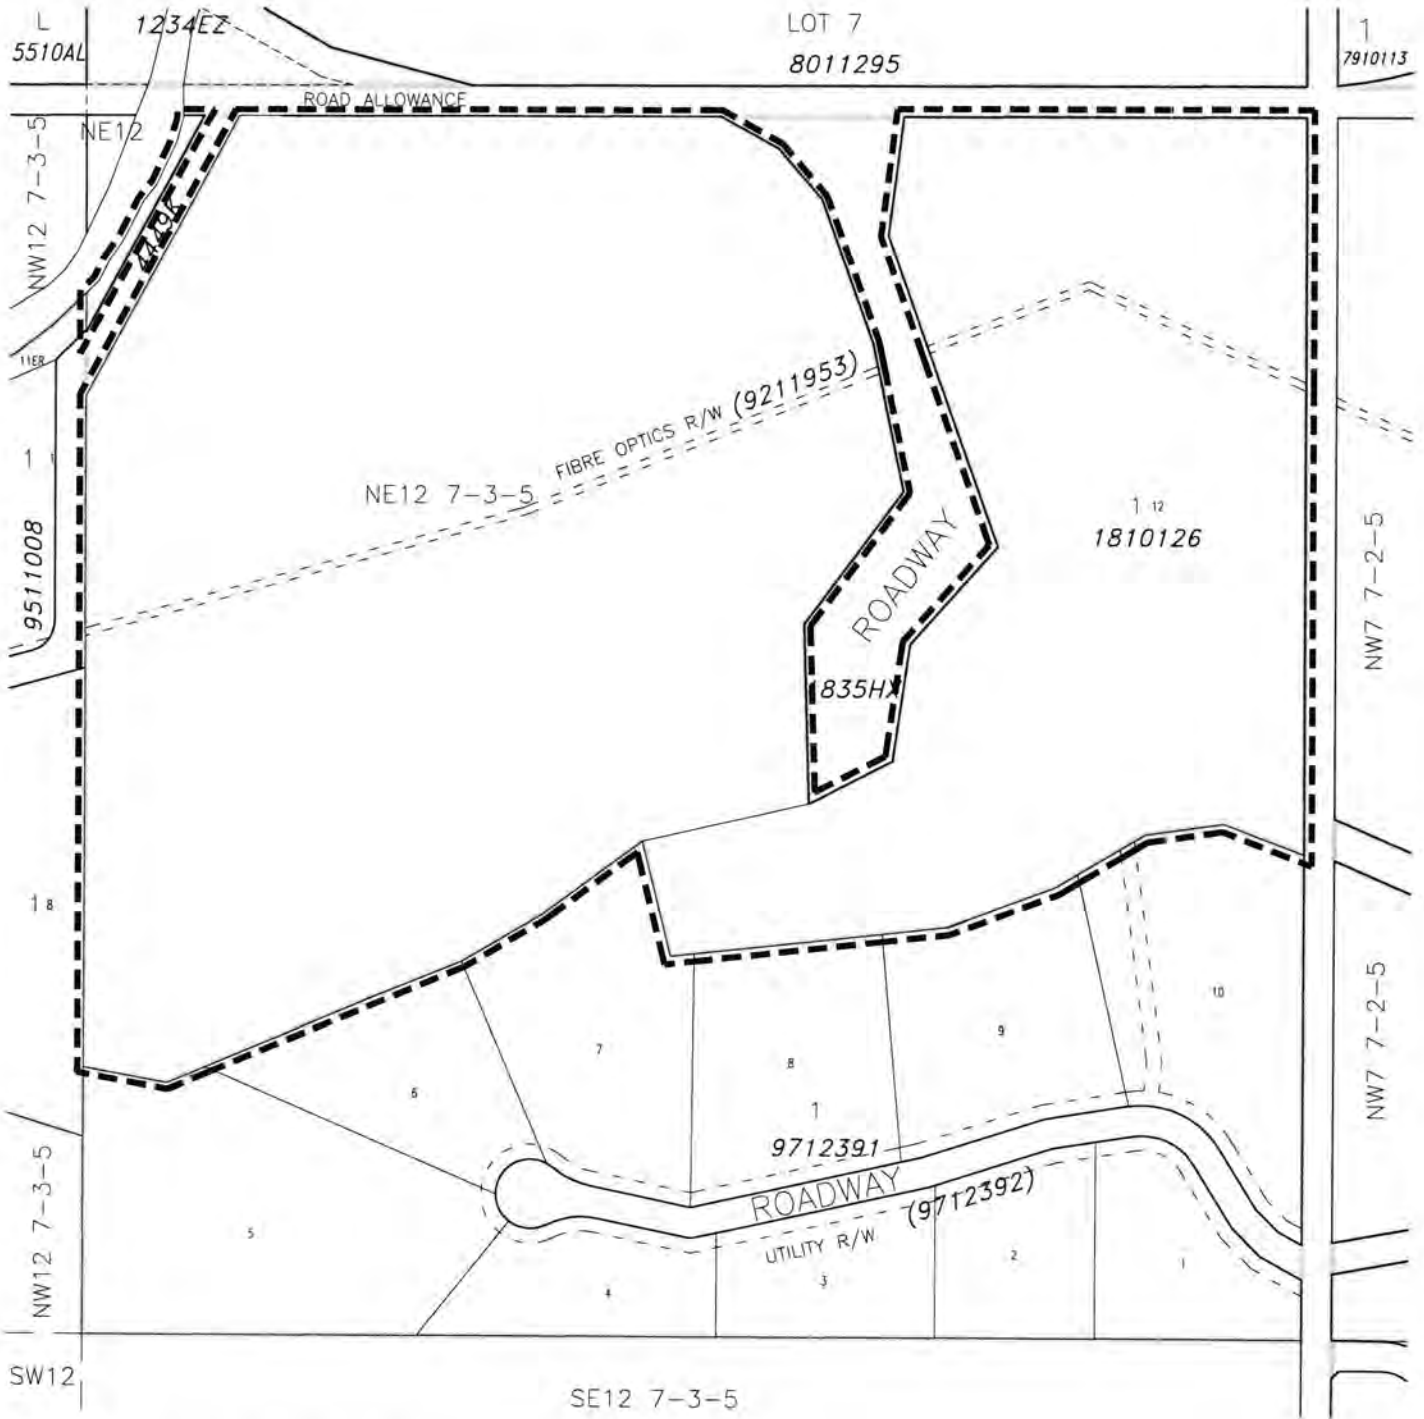 L
5510AL
1234EZ
LOT 7
8011295
1
7910113
ROAD ALLOWANCE
NE12
NW12 7-3-5
4449K
11ER
FIBRE OPTICS R/W (9211953)
NE12 7-3-5
1
9511008
ROADWAY
835HX
1 12
1810126
NW7 7-2-5
1 8
10
9
7
8
6
1
9712391
NW7 7-2-5
NW12 7-3-5
ROADWAY
(9712392)
UTILITY R/W
5
4
3
2
1
SW12
SE12 7-3-5